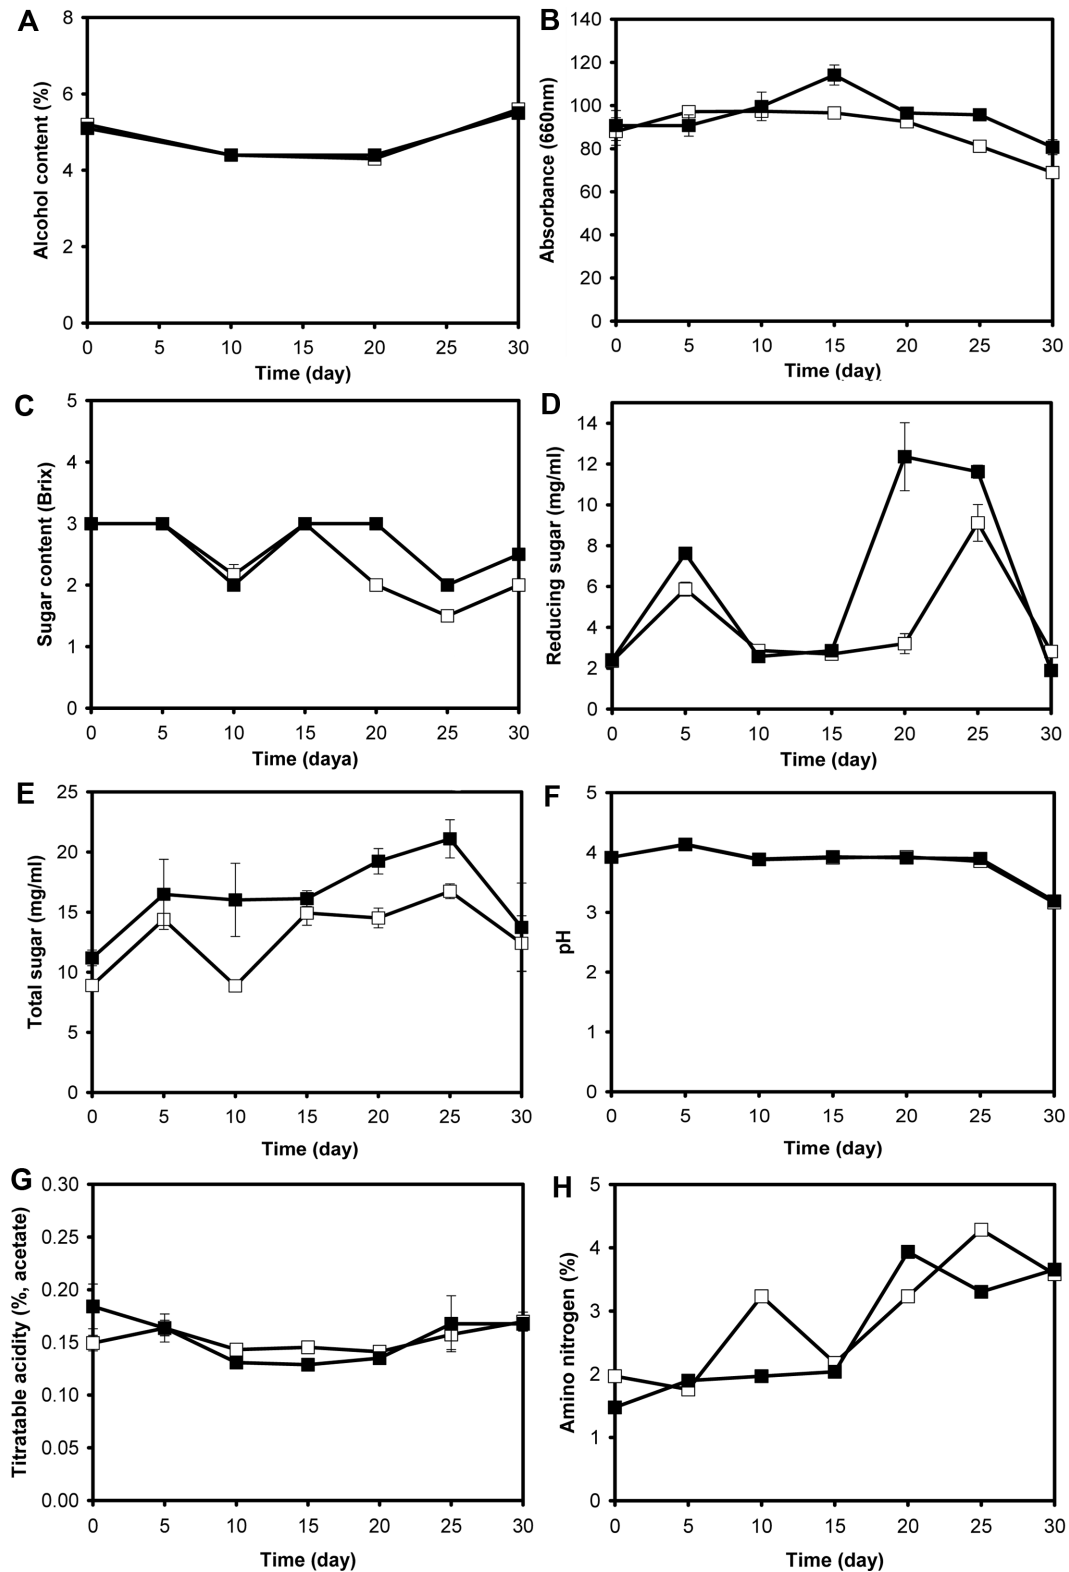 A
Alcohol content (%)
8
6
4
2
0
0 5 10 15 20 25 30
Time (day)
B
Absorbance (660nm)
140
120
100
80
60
40
20
0
0 5 10 15 20 25 30
Time (day)
C
Sugar content (Brix)
5
4
3
2
1
0
0 5 10 15 20 25 30
Time (daya)
D
Reducing sugar (mg/ml)
14
12
10
8
6
4
2
0
0 5 10 15 20 25 30
Time (day)
E
Total sugar (mg/ml)
25
20
15
10
5
0
0 5 10 15 20 25 30
Time (day)
F
pH
5
4
3
2
1
0
0 5 10 15 20 25 30
Time (day)
G
Titratable acidity (%, acetate)
0.30
0.25
0.20
0.15
0.10
0.05
0.00
0 5 10 15 20 25 30
Time (day)
H
Amino nitrogen (%)
5
4
3
2
1
0
0 5 10 15 20 25 30
Time (day)